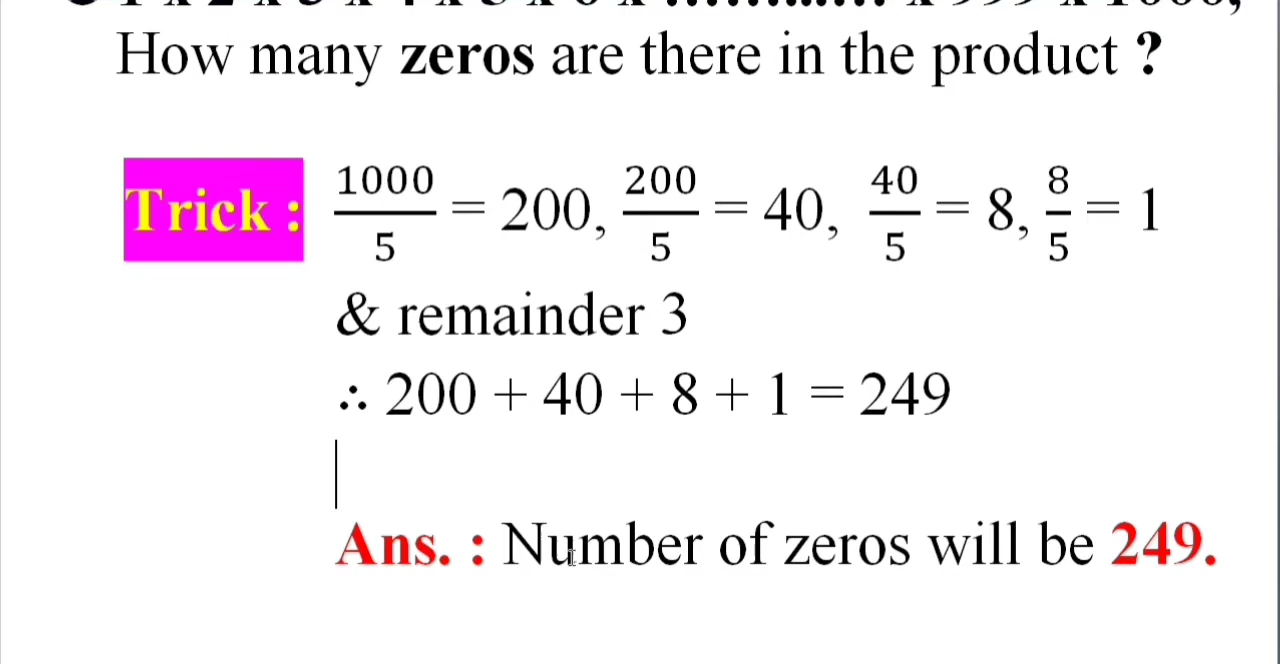 How many zeros are there in the product ?
Trick : 1000/5 = 200, 200/5 = 40, 40/5 = 8, 8/5 = 1
& remainder 3
∴ 200 + 40 + 8 + 1 = 249
Ans. : Number of zeros will be 249.